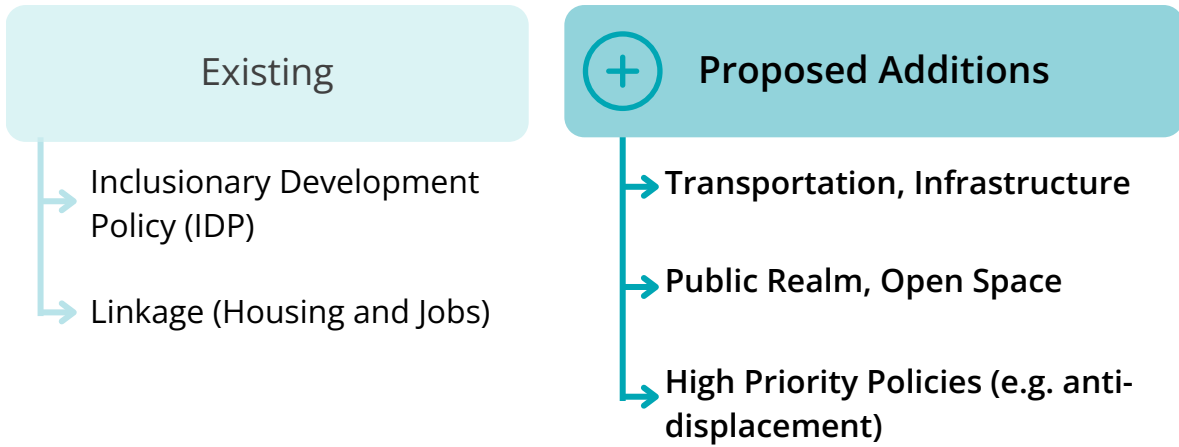 Existing
Inclusionary Development
Policy (IDP)
Linkage (Housing and Jobs)
Proposed Additions
Transportation, Infrastructure
Public Realm, Open Space
High Priority Policies (e.g. anti-
displacement)